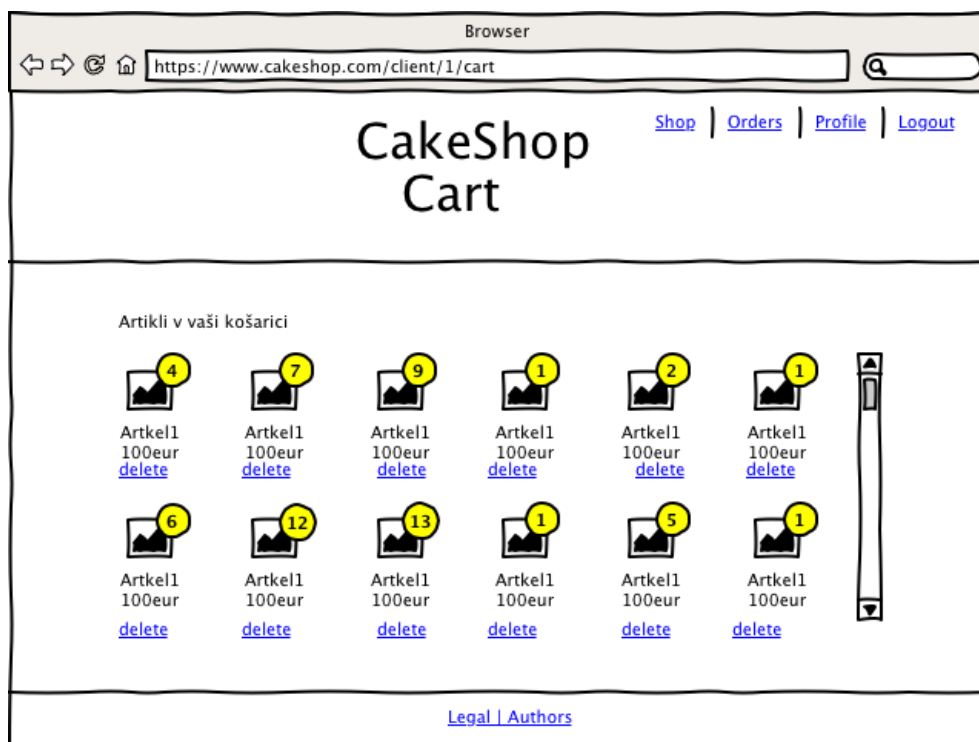 Browser
https://www.cakeshop.com/client/1/cart
Shop | Orders | Profile | Logout
CakeShop
Cart
Artikli v vaši košarici
4 7 9 1 2 1
Artkel1 Artkel1 Artkel1 Artkel1 Artkel1 Artkel1
100eur 100eur 100eur 100eur 100eur 100eur
delete delete delete delete delete delete
6 12 13 1 5 1
Artkel1 Artkel1 Artkel1 Artkel1 Artkel1 Artkel1
100eur 100eur 100eur 100eur 100eur 100eur
delete delete delete delete delete delete
Legal | Authors